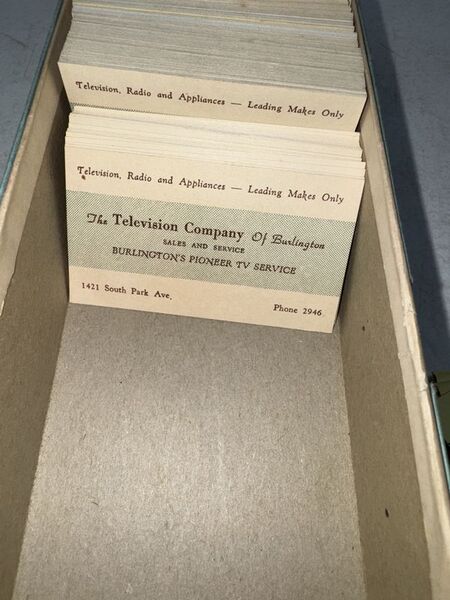 Television, Radio and Appliances — Leading Makes Only
Television, Radio and Appliances — Leading Makes Only
The Television Company Of Burlington
SALES AND SERVICE
BURLINGTON'S PIONEER TV SERVICE
1421 South Park Ave. Phone 2946